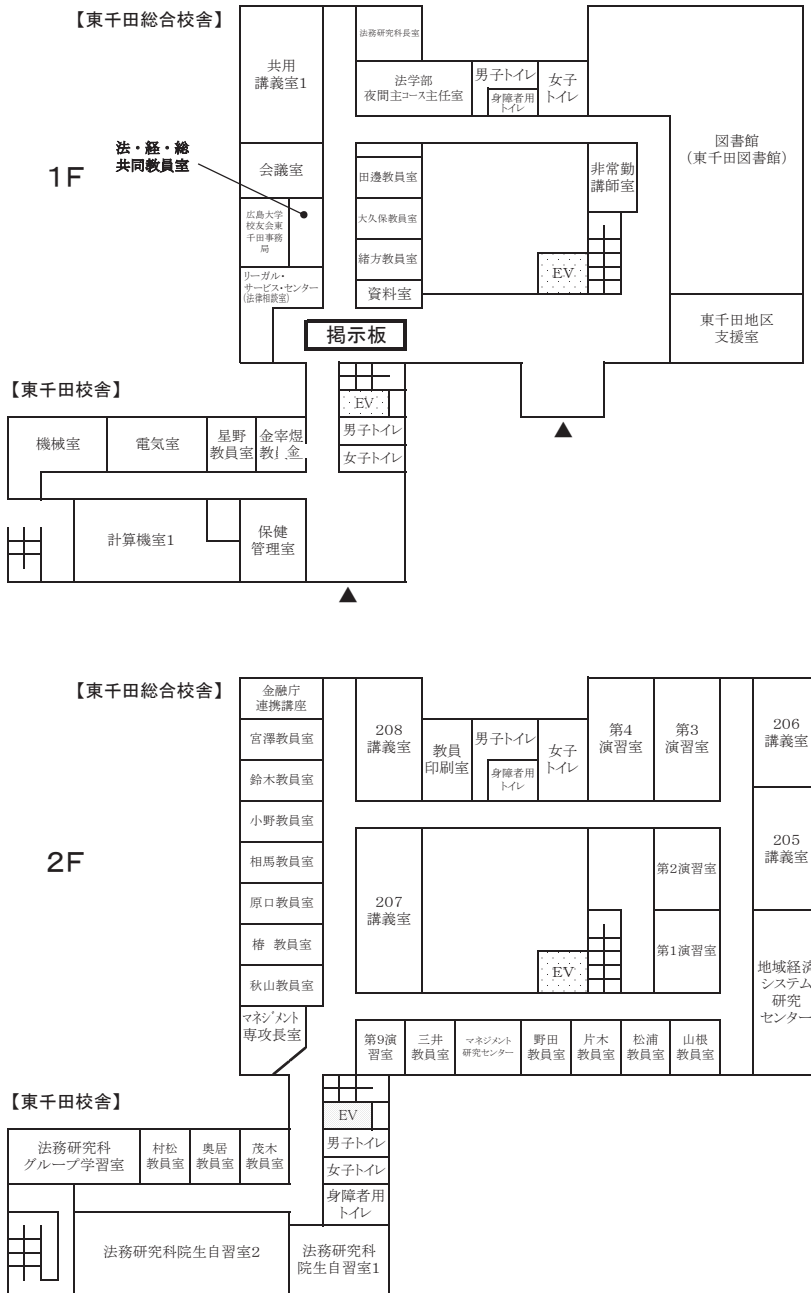 【東千田総合校舎】
法務研究科長室
共用
講義室1
法学部
夜間主コース主任室
男子トイレ
身障者用
トイレ
女子
トイレ
図書館
(東千田図書館)
1F
法・経・総
共同教員室
会議室
田邊教員室
非常勤
講師室
広島大学
校友会東
千田事務
局
大久保教員室
緒方教員室
EV
リーガル・
サービス・センター
(法律相談室)
資料室
東千田地区
支援室
掲示板
【東千田校舎】
EV
▲
機械室
電気室
星野
教員室
金宰煜
教員
金
男子トイレ
女子トイレ
計算機室1
保健
管理室
▲
【東千田総合校舎】
金融庁
連携講座
208
講義室
教員
印刷室
男子トイレ
身障者用
トイレ
女子
トイレ
第4
演習室
第3
演習室
206
講義室
宮澤教員室
鈴木教員室
小野教員室
2F
相馬教員室
原口教員室
椿 教員室
秋山教員室
207
講義室
第2演習室
205
講義室
EV
第1演習室
地域経済
システム
研究
センター
マネジメント
専攻長室
第9演
習室
三井
教員室
マネジメント
研究センター
野田
教員室
片木
教員室
松浦
教員室
山根
教員室
【東千田校舎】
EV
法務研究科
グループ学習室
村松
教員室
奥居
教員室
茂木
教員室
男子トイレ
女子トイレ
身障者用
トイレ
法務研究科院生自習室2
法務研究科
院生自習室1